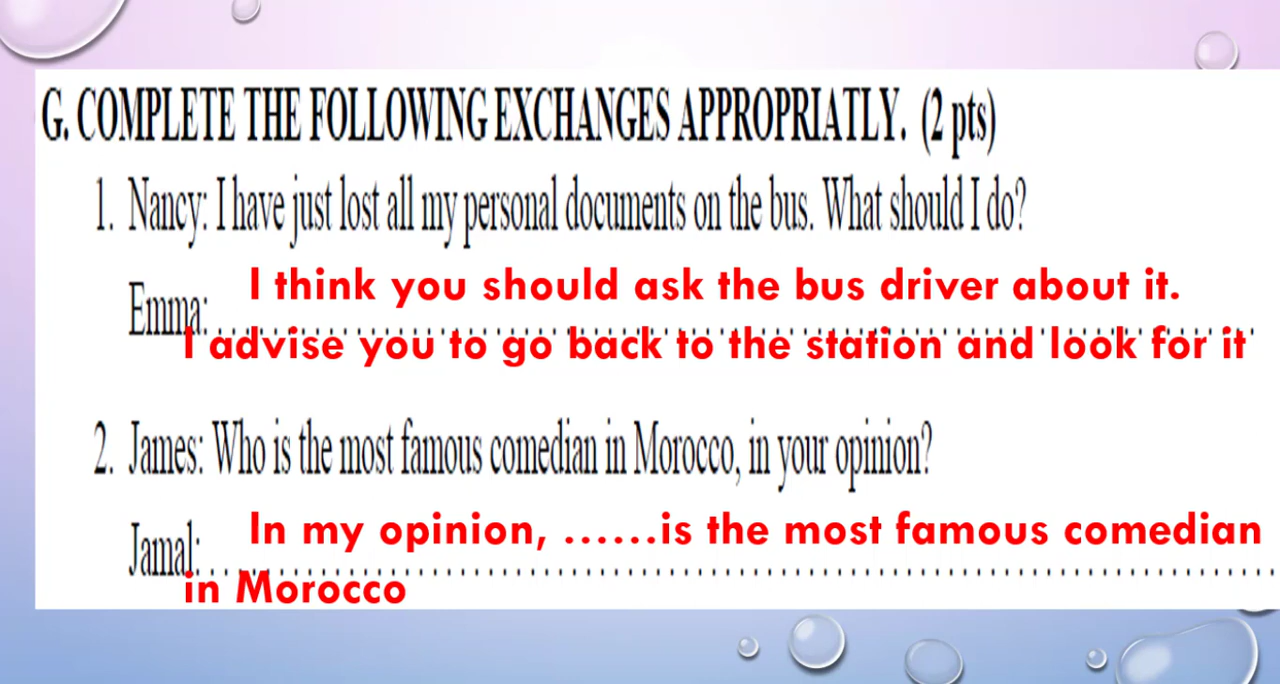 G. COMPLETE THE FOLLOWING EXCHANGES APPROPRIATLY. (2 pts)
1. Nancy: I have just lost all my personal documents on the bus. What should I do?
I think you should ask the bus driver about it.
Emma:
I advise you to go back to the station and look for it
2. James: Who is the most famous comedian in Morocco, in your opinion?
In my opinion, ……is the most famous comedian
Jamal:
in Morocco